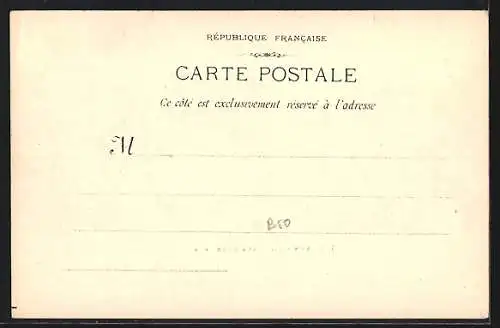 RÉPUBLIQUE FRANÇAISE
CARTE POSTALE
Ce côté est exclusivement réservé à l'adresse
M